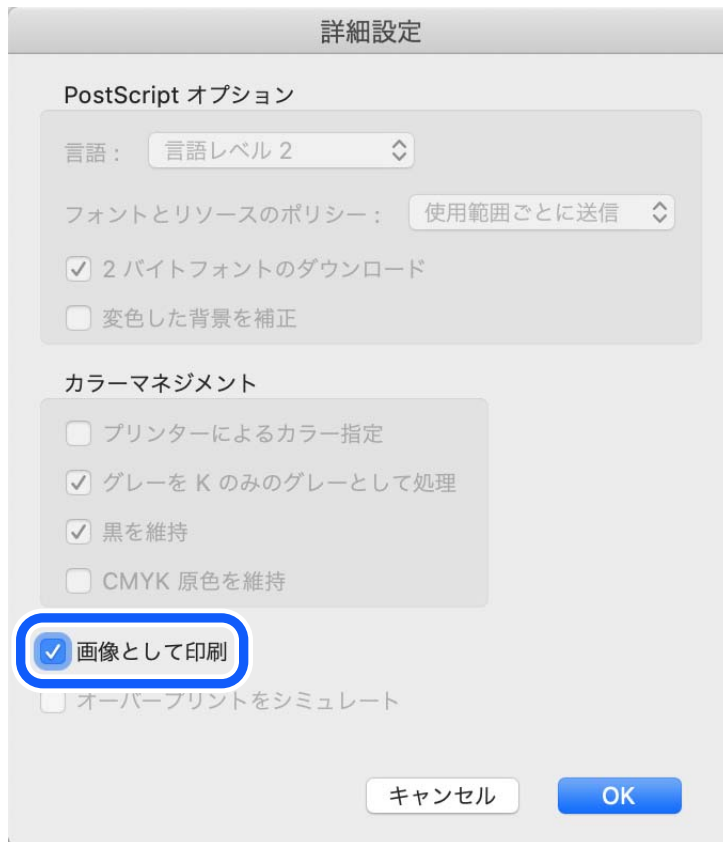 詳細設定
PostScript オプション
言語： 言語レベル 2
フォントとリソースのポリシー： 使用範囲ごとに送信
2 バイトフォントのダウンロード
変色した背景を補正
カラーマネジメント
プリンターによるカラー指定
グレーを K のみのグレーとして処理
黒を維持
CMYK 原色を維持
画像として印刷
オーバープリントをシミュレート
キャンセル OK